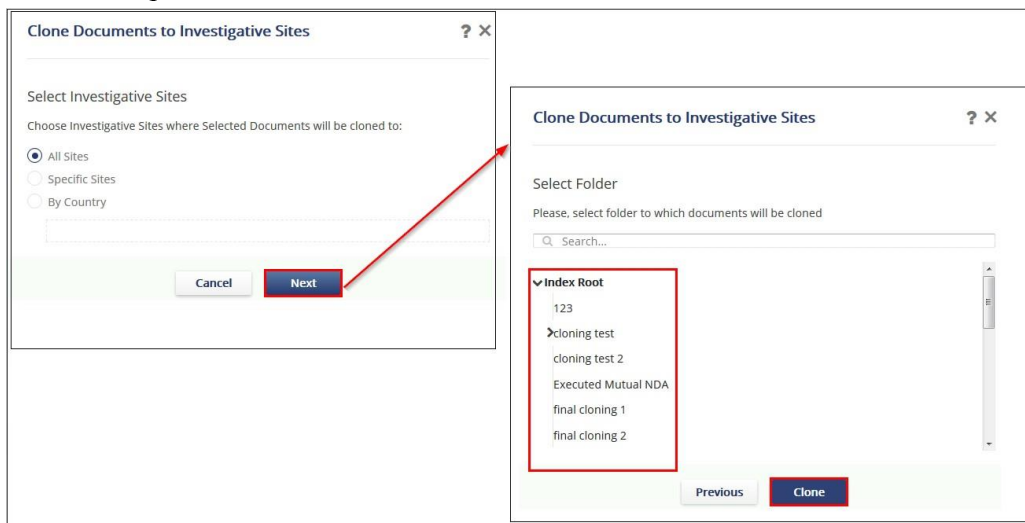 Clone Documents to Investigative Sites
Select Investigative Sites
Choose Investigative Sites where Selected Documents will be cloned to:
All Sites
Specific Sites
By Country
Cancel
Next
Clone Documents to Investigative Sites
Select Folder
Please, select folder to which documents will be cloned
Search...
Index Root
123
cloning test
cloning test 2
Executed Mutual NDA
final cloning 1
final cloning 2
Previous
Clone